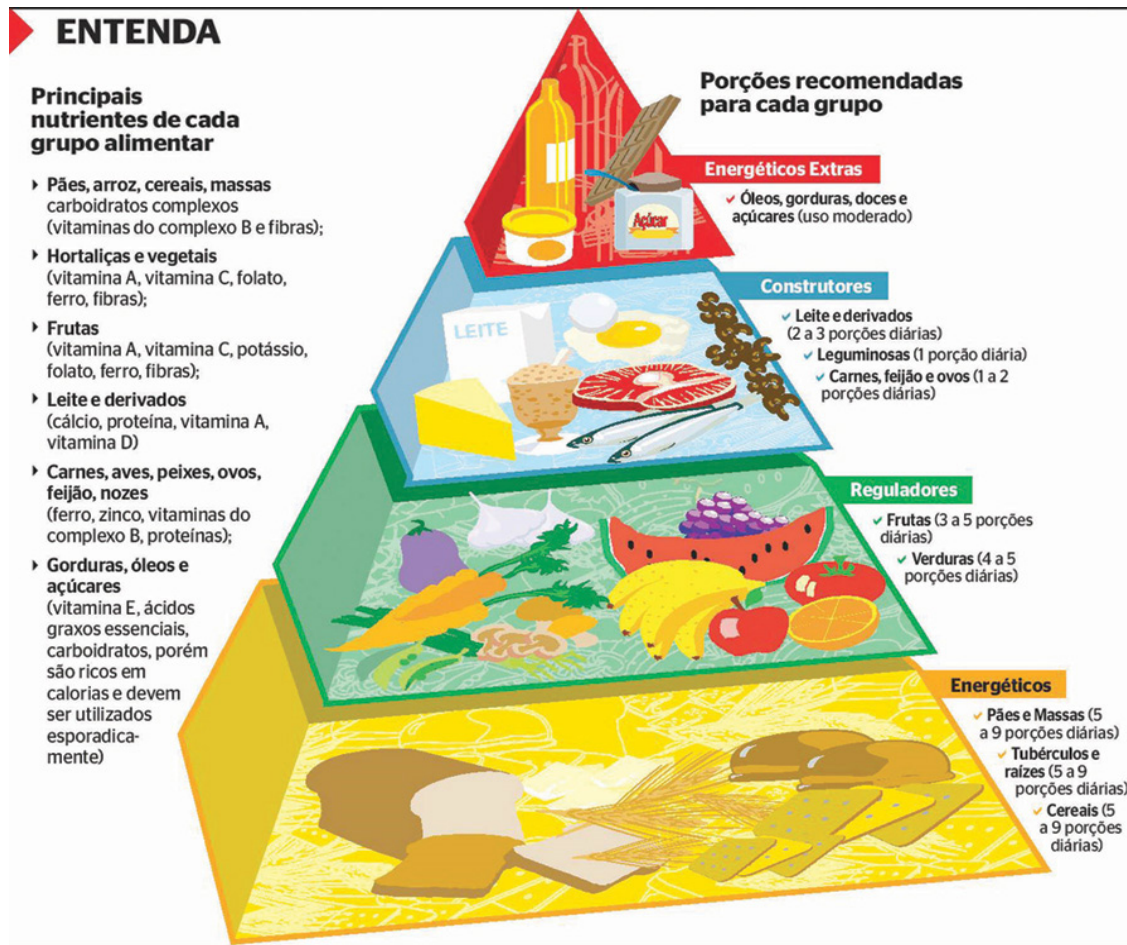 ENTENDA
Principais
nutrientes de cada
grupo alimentar
Pães, arroz, cereais, massas
carboidratos complexos
(vitaminas do complexo B e fibras);
Hortaliças e vegetais
(vitamina A, vitamina C, folato,
ferro, fibras);
Frutas
(vitamina A, vitamina C, potássio,
folato, ferro, fibras);
Leite e derivados
(cálcio, proteína, vitamina A,
vitamina D)
Carnes, aves, peixes, ovos,
feijão, nozes
(ferro, zinco, vitaminas do
complexo B, proteínas);
Gorduras, óleos e
açúcares
(vitamina E, ácidos
graxos essenciais,
carboidratos, porém
são ricos em
calorias e devem
ser utilizados
esporadica-
mente)
Porções recomendadas
para cada grupo
Energéticos Extras
Óleos, gorduras, doces e
açúcares (uso moderado)
Açúcar
Construtores
Leite e derivados
(2 a 3 porções diárias)
Leguminosas (1 porção diária)
Carnes, feijão e ovos (1 a 2
porções diárias)
LEITE
Reguladores
Frutas (3 a 5 porções
diárias)
Verduras (4 a 5
porções diárias)
Energéticos
Pães e Massas (5
a 9 porções diárias)
Tubérculos e
raízes (5 a 9
porções diárias)
Cereais (5
a 9 porções
diárias)